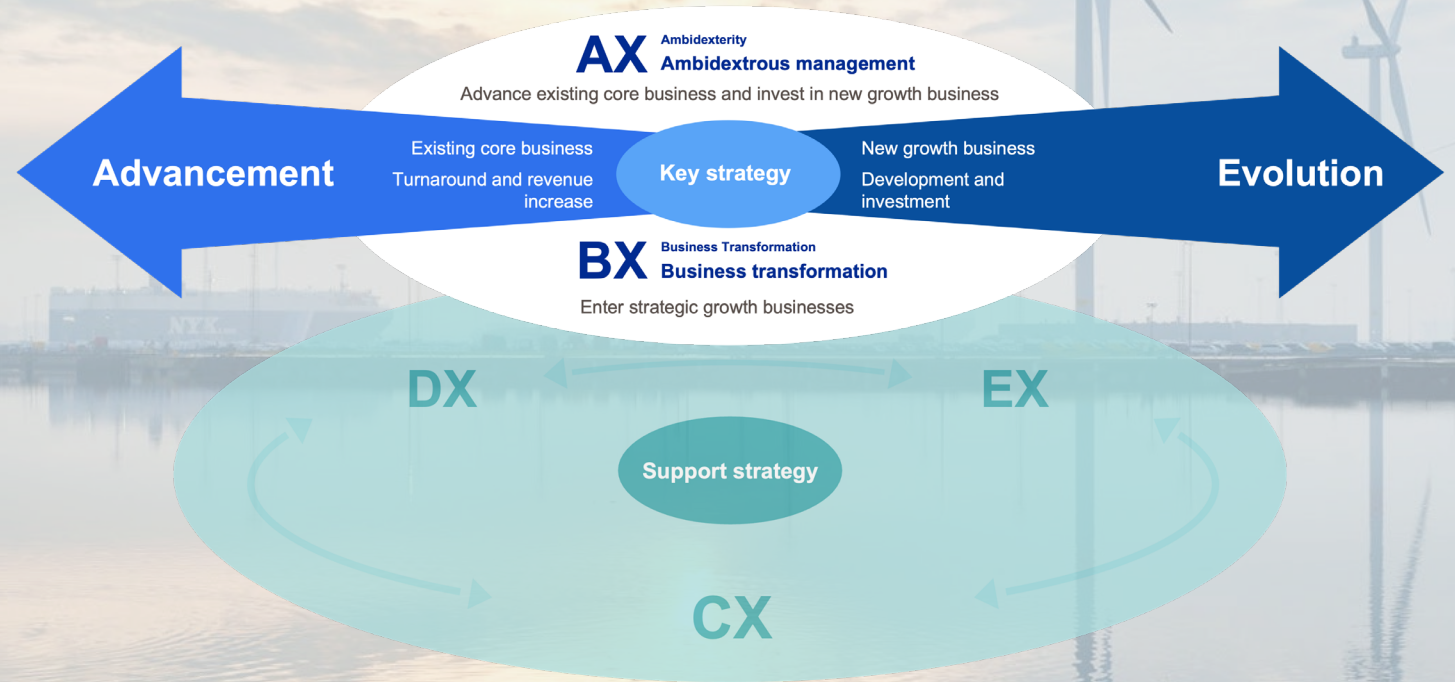 AX
Ambidexterity
Ambidextrous management
Advance existing core business and invest in new growth business
Advancement
Existing core business
Turnaround and revenue
increase
Key strategy
New growth business
Development and
investment
Evolution
BX
Business Transformation
Business transformation
Enter strategic growth businesses
NYK
DX
EX
Support strategy
CX